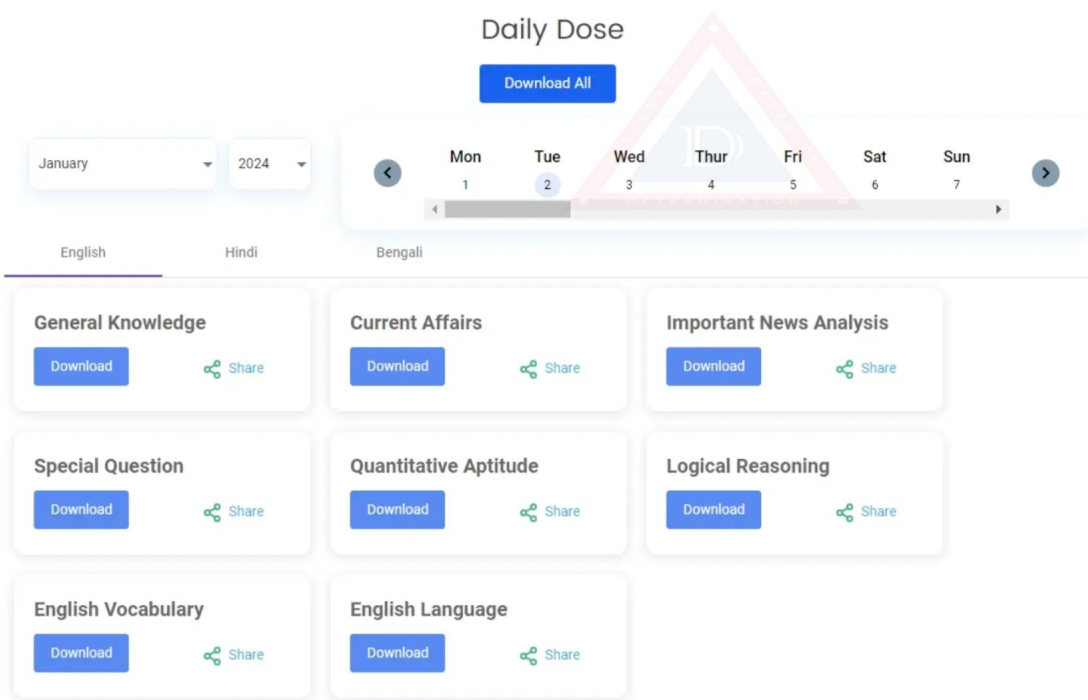 Daily Dose
Download All
January 2024
Mon Tue Wed Thur Fri Sat Sun
1 2 3 4 5 6 7
DETERMINATION
English Hindi Bengali
General Knowledge Current Affairs Important News Analysis
Download Share Download Share Download Share
Special Question Quantitative Aptitude Logical Reasoning
Download Share Download Share Download Share
English Vocabulary English Language
Download Share Download Share